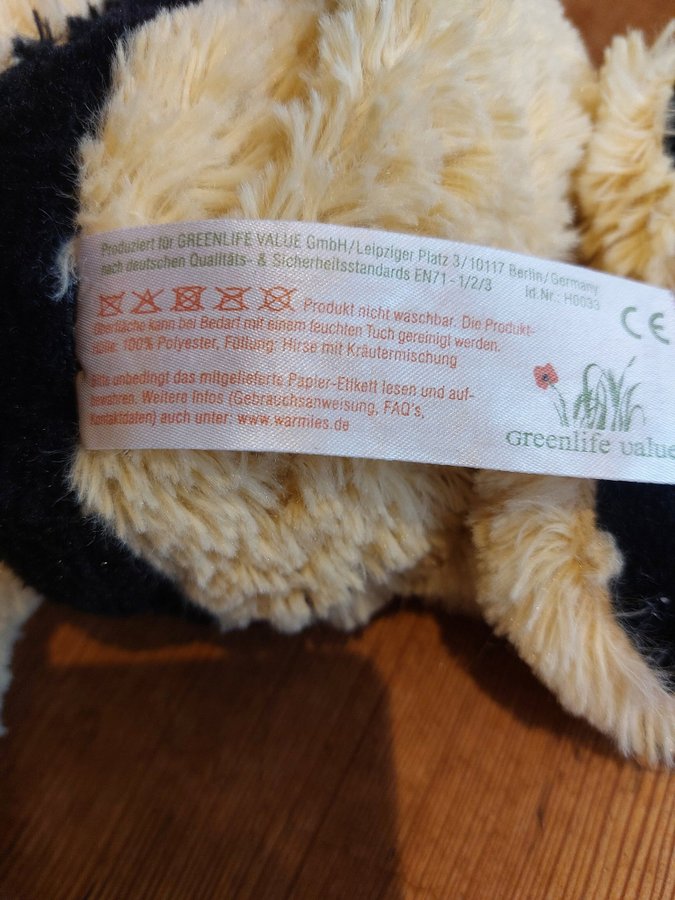 Produziert für GREENLIFE VALUE GmbH/Leipziger Platz 3/10117 Berlin/Germany
nach deutschen Qualitäts- & Sicherheitsstandards EN71 - 1/2/3 Id.Nr.: H0033
CE
Produkt nicht waschbar. Die Produkt-
oberfläche kann bei Bedarf mit einem feuchten Tuch gereinigt werden.
Hülle: 100% Polyester, Füllung: Hirse mit Kräutermischung
Bitte unbedingt das mitgelieferte Papier-Etikett lesen und auf-
bewahren. Weitere Infos (Gebrauchsanweisung, FAQ's,
Kontaktdaten) auch unter: www.warmies.de
Greenlife value